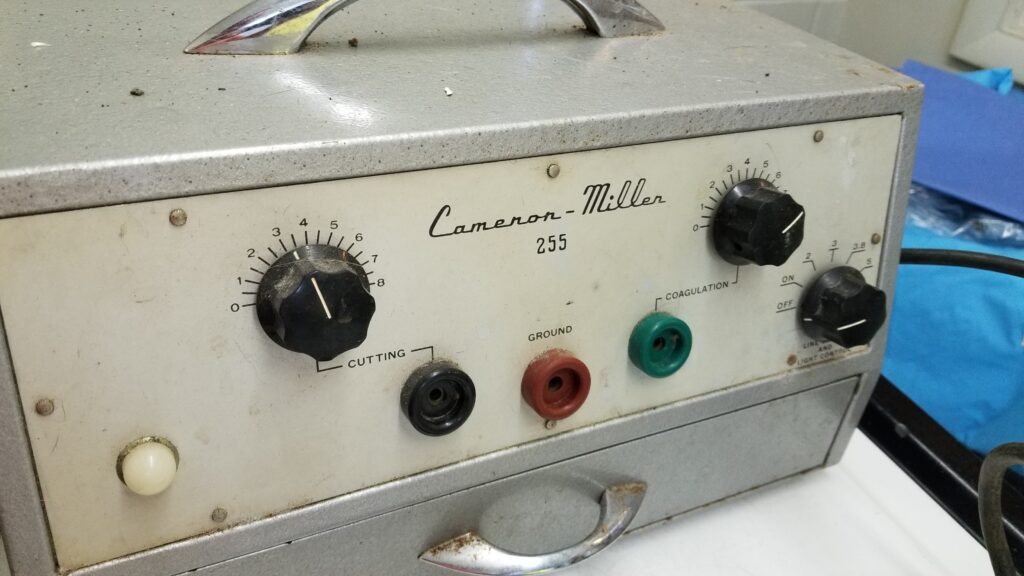 Cameron-Miller
255
0 1 2 3 4 5 6 7 8
CUTTING
GROUND
COAGULATION
0 1 2 3 4 5 6
OFF ON 2 3 3.8 5
AND
LIGHT CONTROL